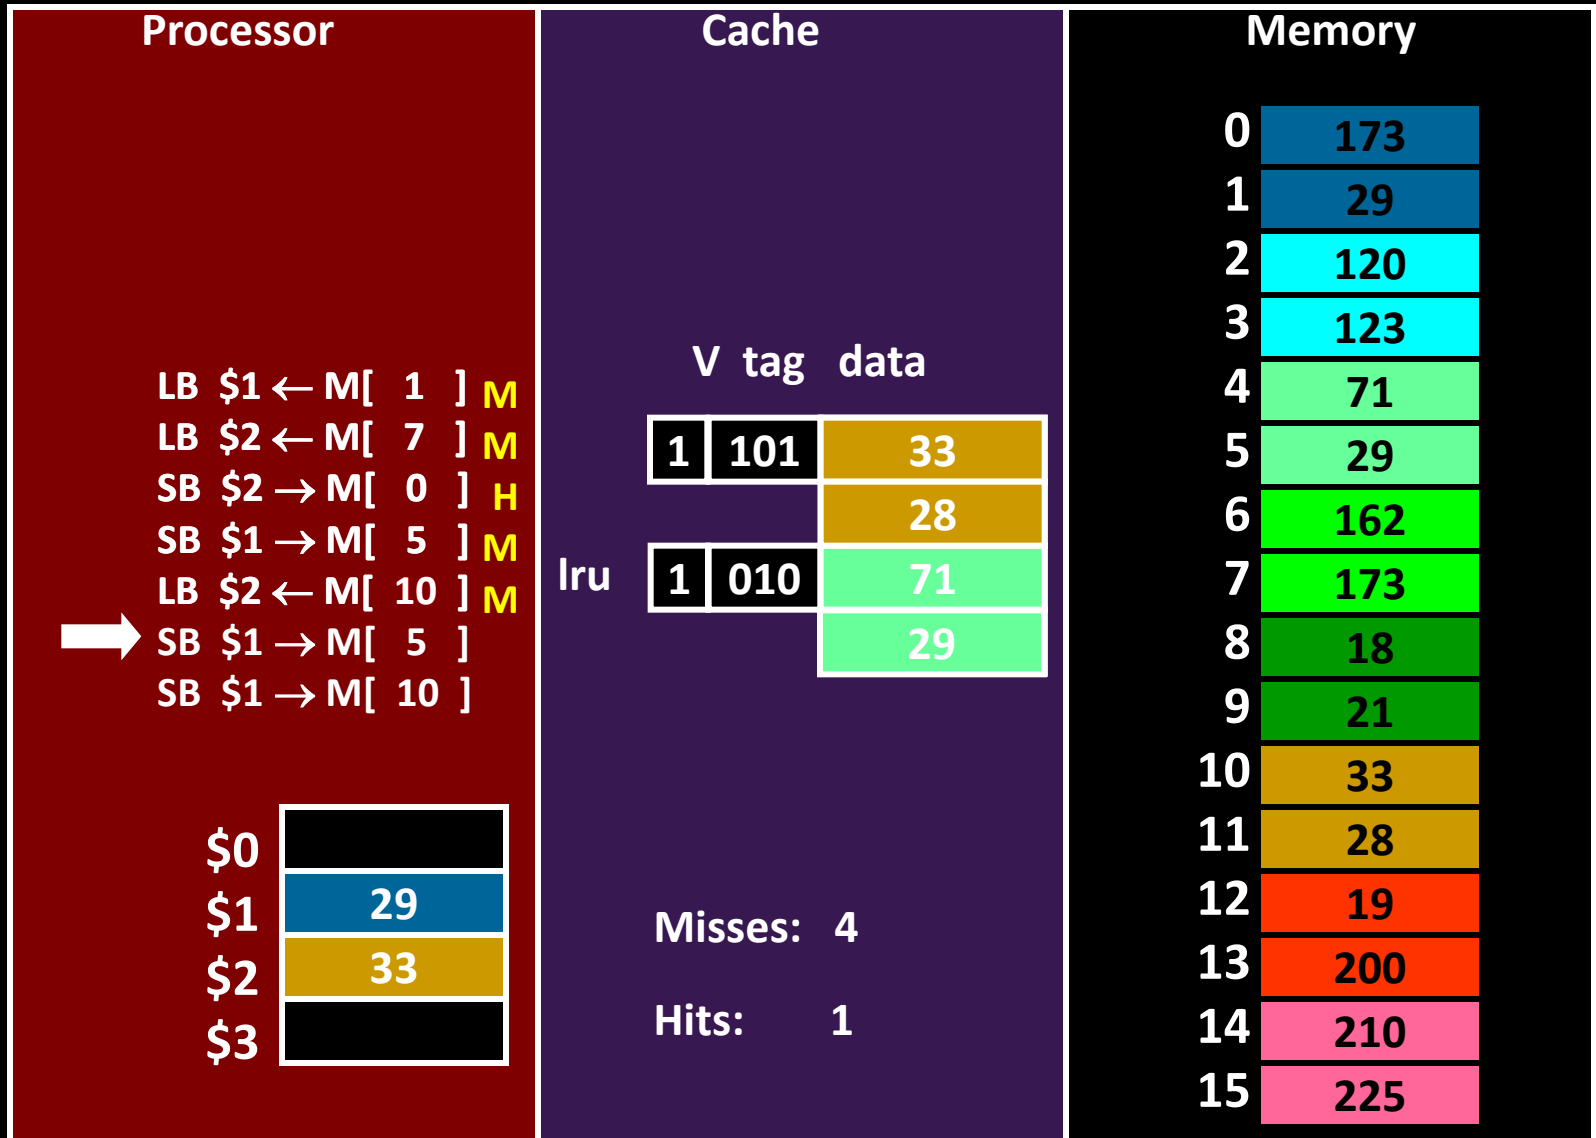 Processor
LB $1 ← M[ 1 ] M
LB $2 ← M[ 7 ] M
SB $2 → M[ 0 ] H
SB $1 → M[ 5 ] M
LB $2 ← M[ 10 ] M
SB $1 → M[ 5 ]
SB $1 → M[ 10 ]
$0
$1 29
$2 33
$3
Cache
V tag data
1 101 33
28
lru 1 010 71
29
Misses: 4
Hits: 1
Memory
0 173
1 29
2 120
3 123
4 71
5 29
6 162
7 173
8 18
9 21
10 33
11 28
12 19
13 200
14 210
15 225